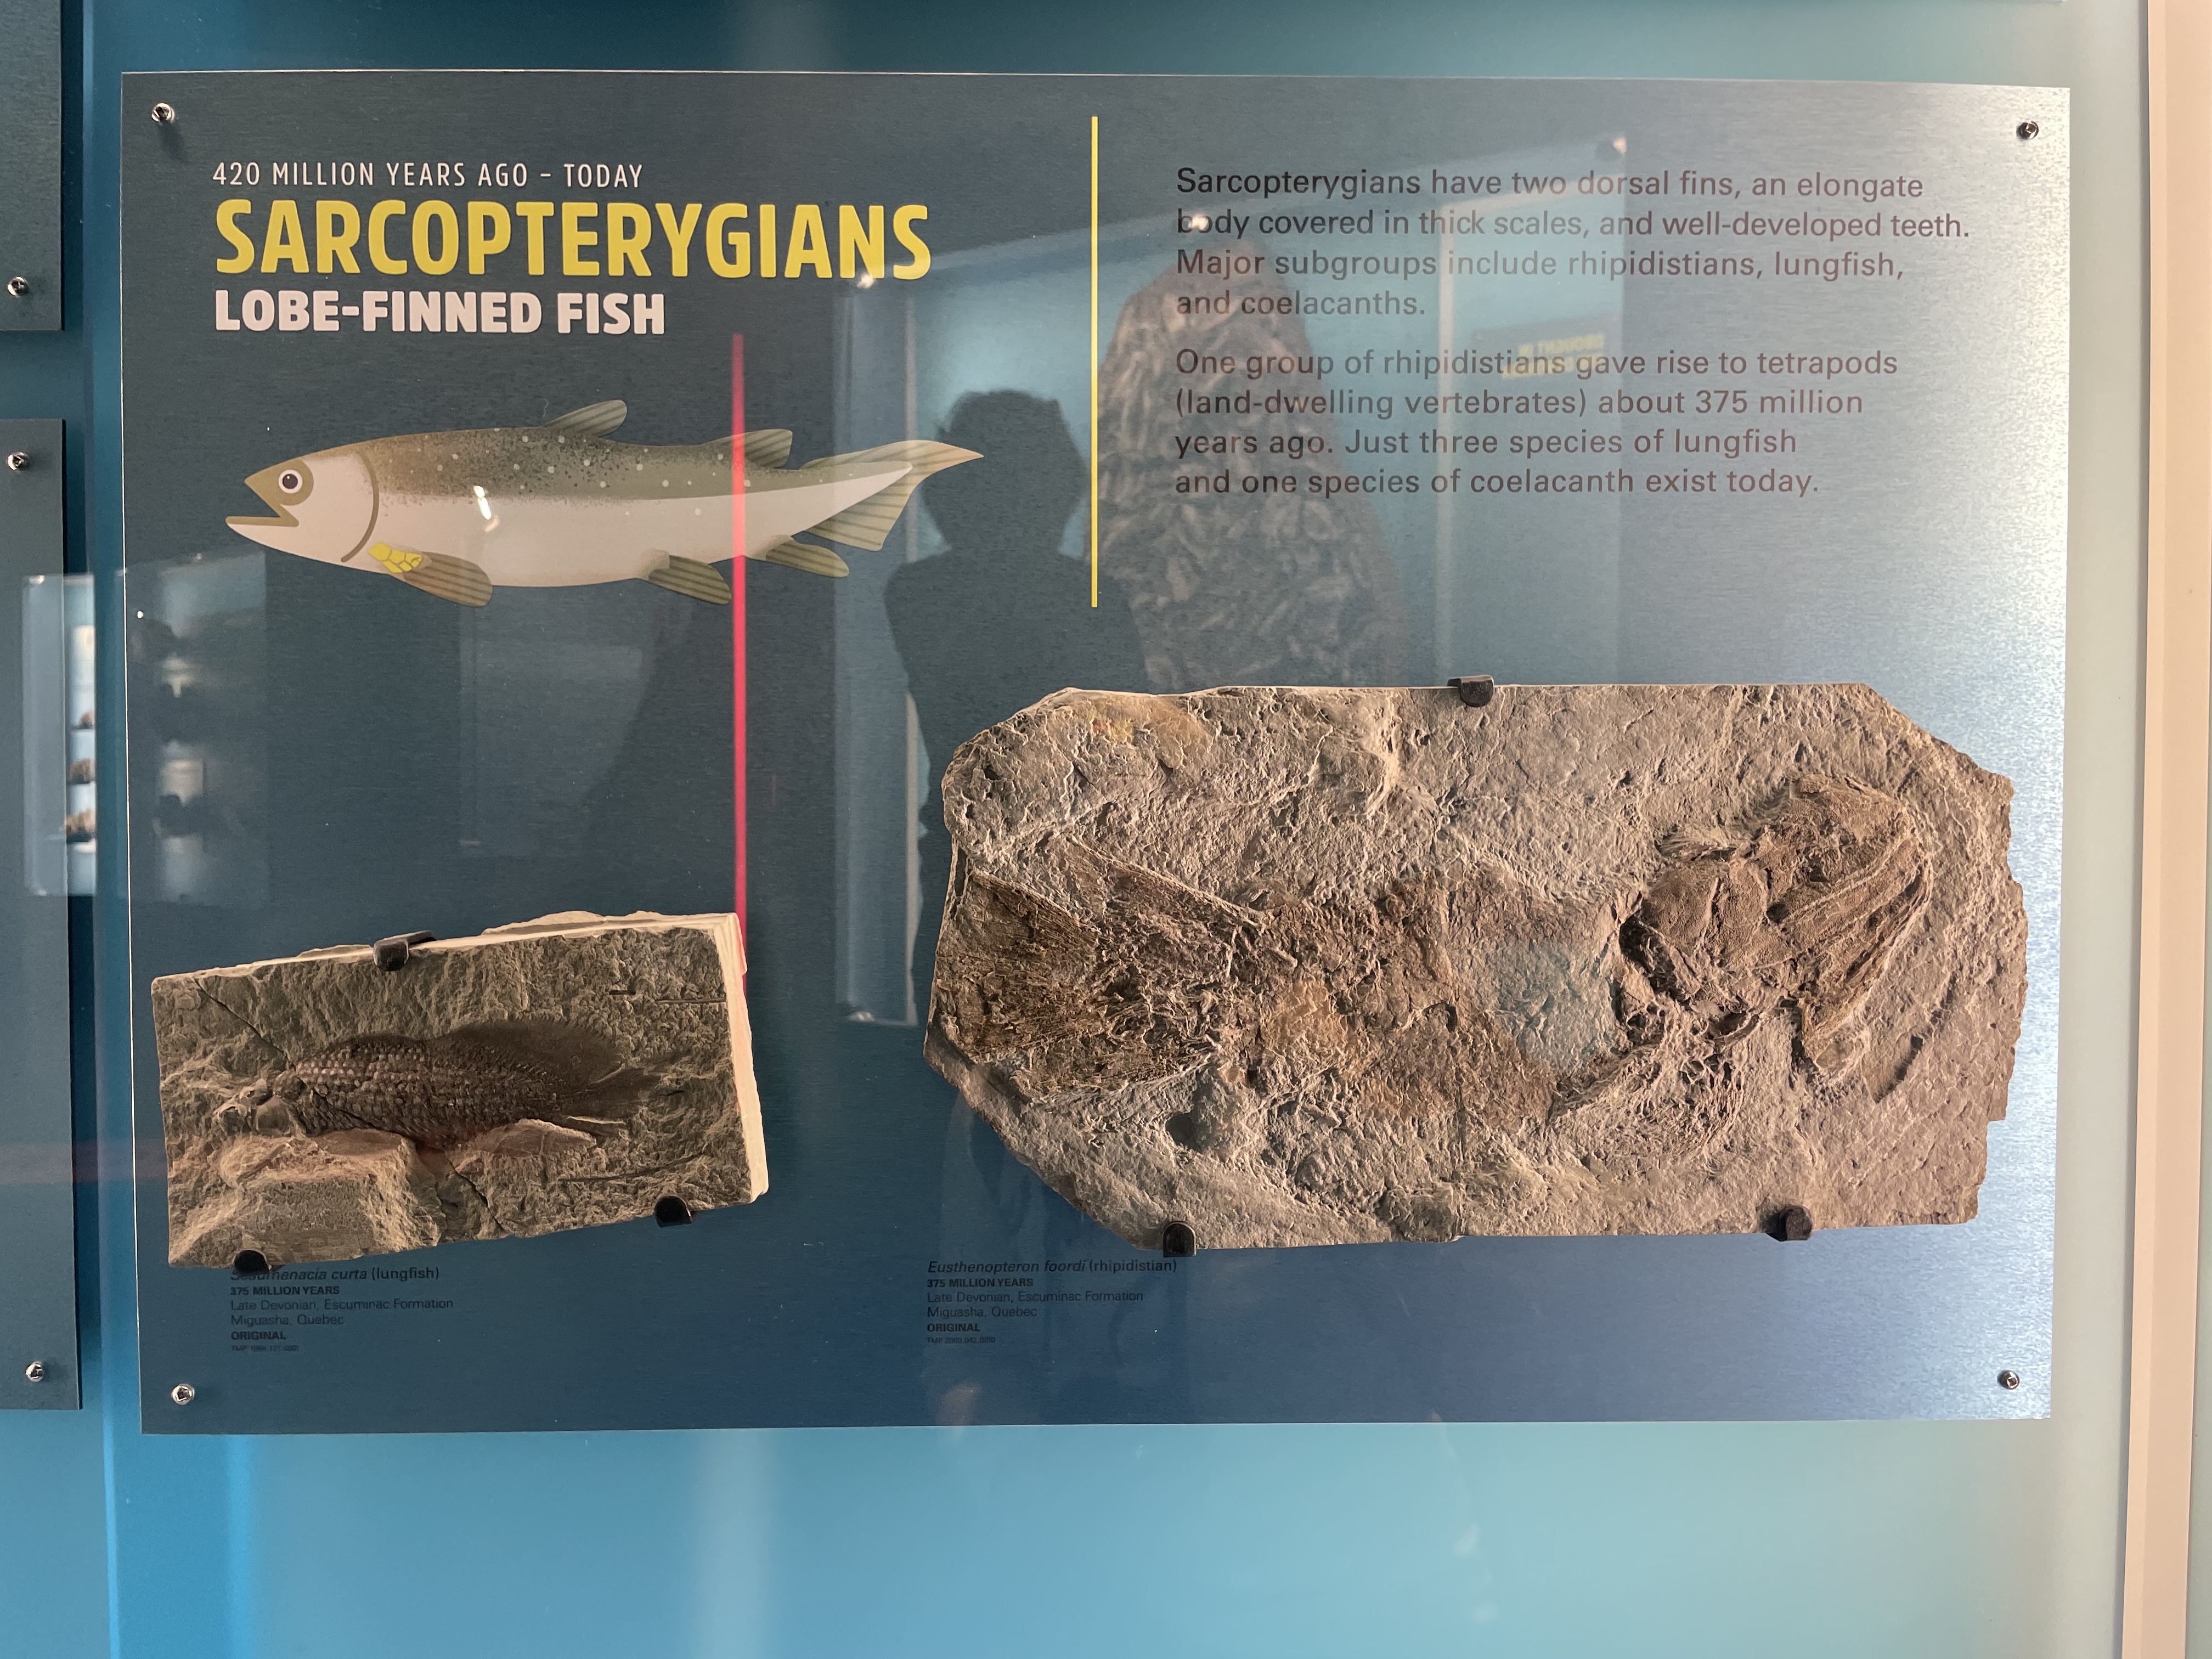 420 MILLION YEARS AGO – TODAY
SARCOPTERYGIANS
LOBE-FINNED FISH
Sarcopterygians have two dorsal fins, an elongate
body covered in thick scales, and well-developed teeth.
Major subgroups include rhipidistians, lungfish,
and coelacanths.
One group of rhipidistians gave rise to tetrapods
(land-dwelling vertebrates) about 375 million
years ago. Just three species of lungfish
and one species of coelacanth exist today.
curta (lungfish)
375 MILLION YEARS
Late Devonian, Escuminac Formation
Miguasha, Quebec
ORIGINAL
TMP
Eusthenopteron foordi (rhipidistian)
375 MILLION YEARS
Late Devonian, Escuminac Formation
Miguasha, Quebec
ORIGINAL
TMP